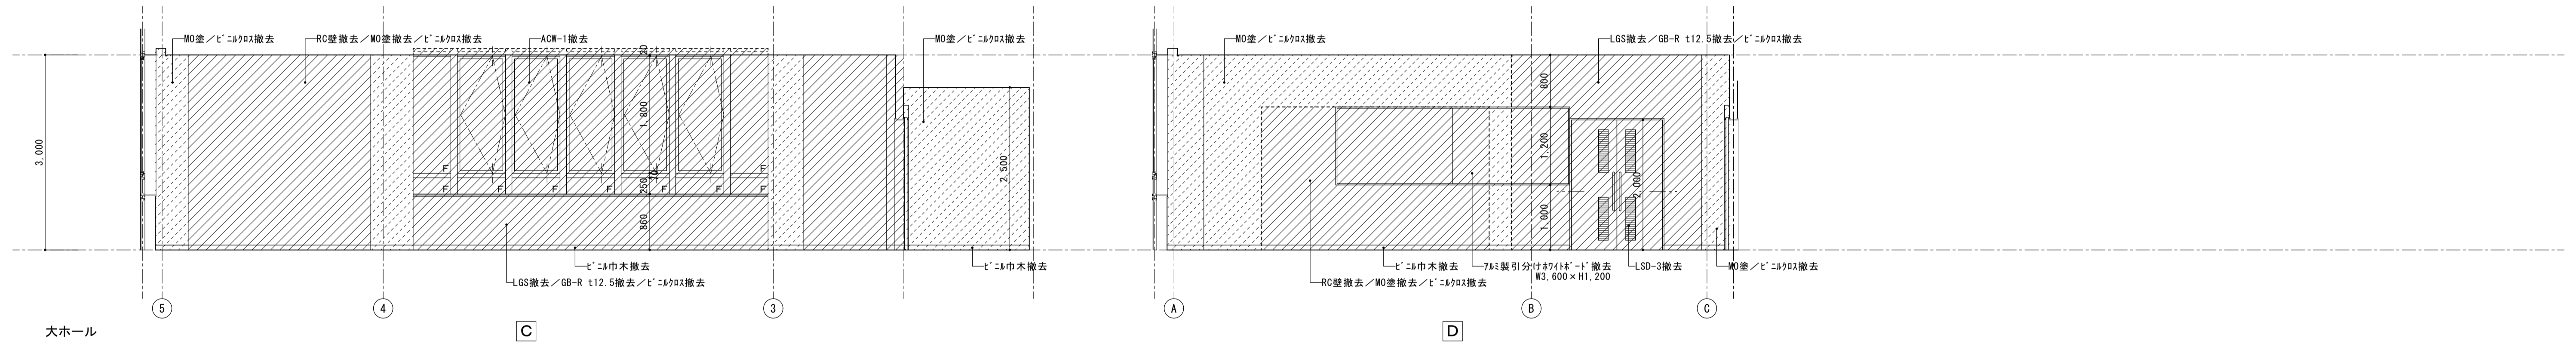 MO塗／ﾋﾞﾆﾙｸﾛｽ撤去
RC壁撤去／MO塗撤去／ﾋﾞﾆﾙｸﾛｽ撤去
ACW-1撤去
20
MO塗／ﾋﾞﾆﾙｸﾛｽ撤去
3,000
1,800
F F
70
F F F F F F F
250
860
2,500
ﾋﾞﾆﾙ巾木撤去
LGS撤去／GB-R t12.5撤去／ﾋﾞﾆﾙｸﾛｽ撤去
ﾋﾞﾆﾙ巾木撤去
5
4
3
大ホール
C
MO塗／ﾋﾞﾆﾙｸﾛｽ撤去
LGS撤去／GB-R t12.5撤去／ﾋﾞﾆﾙｸﾛｽ撤去
800
1,200
2,000
1,000
ﾋﾞﾆﾙ巾木撤去
RC壁撤去／MO塗撤去／ﾋﾞﾆﾙｸﾛｽ撤去
ｱﾙﾐ製引分けﾎﾜｲﾄﾎﾞｰﾄﾞ撤去
W3,600×H1,200
LSD-3撤去
MO塗／ﾋﾞﾆﾙｸﾛｽ撤去
A
B
C
D